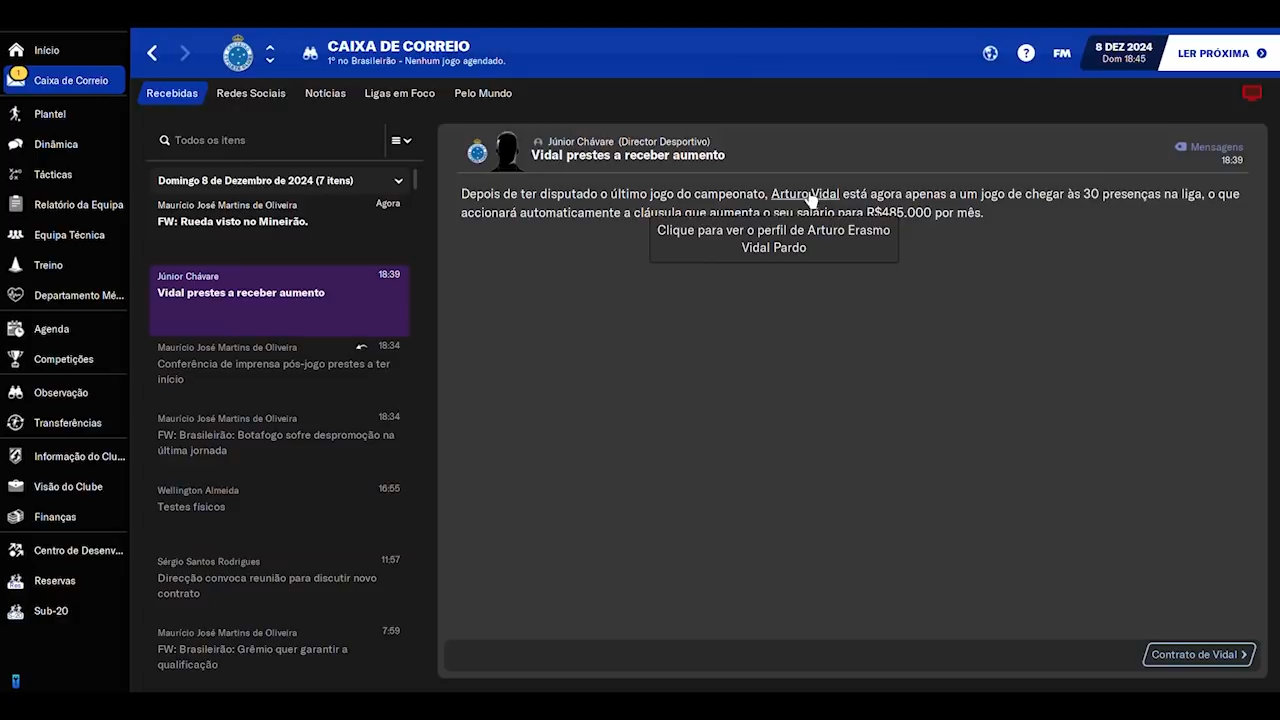 Início
Caixa de Correio
1
Plantel
Dinâmica
Tácticas
Relatório da Equipa
Equipa Técnica
Treino
Departamento Mé...
Agenda
Competições
Observação
Transferências
Informação do Clu...
Visão do Clube
Finanças
Centro de Desenv...
Reservas
Sub-20
CAIXA DE CORREIO
1º no Brasileirão - Nenhum jogo agendado.
FM
8 DEZ 2024
Dom 18:45
LER PRÓXIMA
Recebidas
Redes Sociais
Notícias
Ligas em Foco
Pelo Mundo
Todos os itens
Domingo 8 de Dezembro de 2024 (7 itens)
Maurício José Martins de Oliveira
Agora
FW: Rueda visto no Mineirão.
Júnior Chávare
18:39
Vidal prestes a receber aumento
Maurício José Martins de Oliveira
18:34
Conferência de imprensa pós-jogo prestes a ter
início
Maurício José Martins de Oliveira
18:34
FW: Brasileirão: Botafogo sofre despromoção na
última jornada
Wellington Almeida
16:55
Testes físicos
Sérgio Santos Rodrigues
11:57
Direcção convoca reunião para discutir novo
contrato
Maurício José Martins de Oliveira
7:59
FW: Brasileirão: Grêmio quer garantir a
qualificação
Júnior Chávare (Director Desportivo)
Vidal prestes a receber aumento
Mensagens
18:39
Depois de ter disputado o último jogo do campeonato, Arturo Vidal está agora apenas a um jogo de chegar às 30 presenças na liga, o que
accionará automaticamente a cláusula que aumenta o seu salário para R$485.000 por mês.
Clique para ver o perfil de Arturo Erasmo
Vidal Pardo
Contrato de Vidal